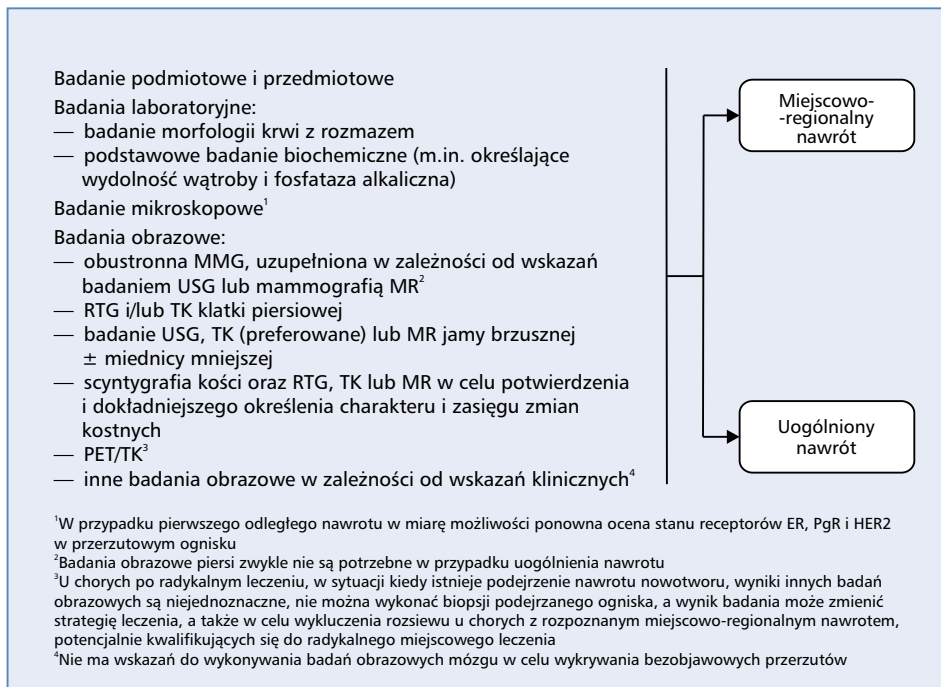 Badanie podmiotowe i przedmiotowe
Badania laboratoryjne:
— badanie morfologii krwi z rozmazem
— podstawowe badanie biochemiczne (m.in. określające
wydolność wątroby i fosfataza alkaliczna)
Badanie mikroskopowe¹
Badania obrazowe:
— obustronna MMG, uzupełniona w zależności od wskazań
badaniem USG lub mammografią MR²
— RTG i/lub TK klatki piersiowej
— badanie USG, TK (preferowane) lub MR jamy brzusznej
± miednicy mniejszej
— scyntygrafia kości oraz RTG, TK lub MR w celu potwierdzenia
i dokładniejszego określenia charakteru i zasięgu zmian
kostnych
— PET/TK³
— inne badania obrazowe w zależności od wskazań klinicznych⁴
Miejscowo-
-regionalny
nawrót
Uogólniony
nawrót
¹W przypadku pierwszego odległego nawrotu w miarę możliwości ponowna ocena stanu receptorów ER, PgR i HER2
w przerzutowym ognisku
²Badania obrazowe piersi zwykle nie są potrzebne w przypadku uogólnienia nawrotu
³U chorych po radykalnym leczeniu, w sytuacji kiedy istnieje podejrzenie nawrotu nowotworu, wyniki innych badań
obrazowych są niejednoznaczne, nie można wykonać biopsji podejrzanego ogniska, a wynik badania może zmienić
strategię leczenia, a także w celu wykluczenia rozsiewu u chorych z rozpoznanym miejscowo-regionalnym nawrotem,
potencjalnie kwalifikujących się do radykalnego miejscowego leczenia
⁴Nie ma wskazań do wykonywania badań obrazowych mózgu w celu wykrywania bezobjawowych przerzutów